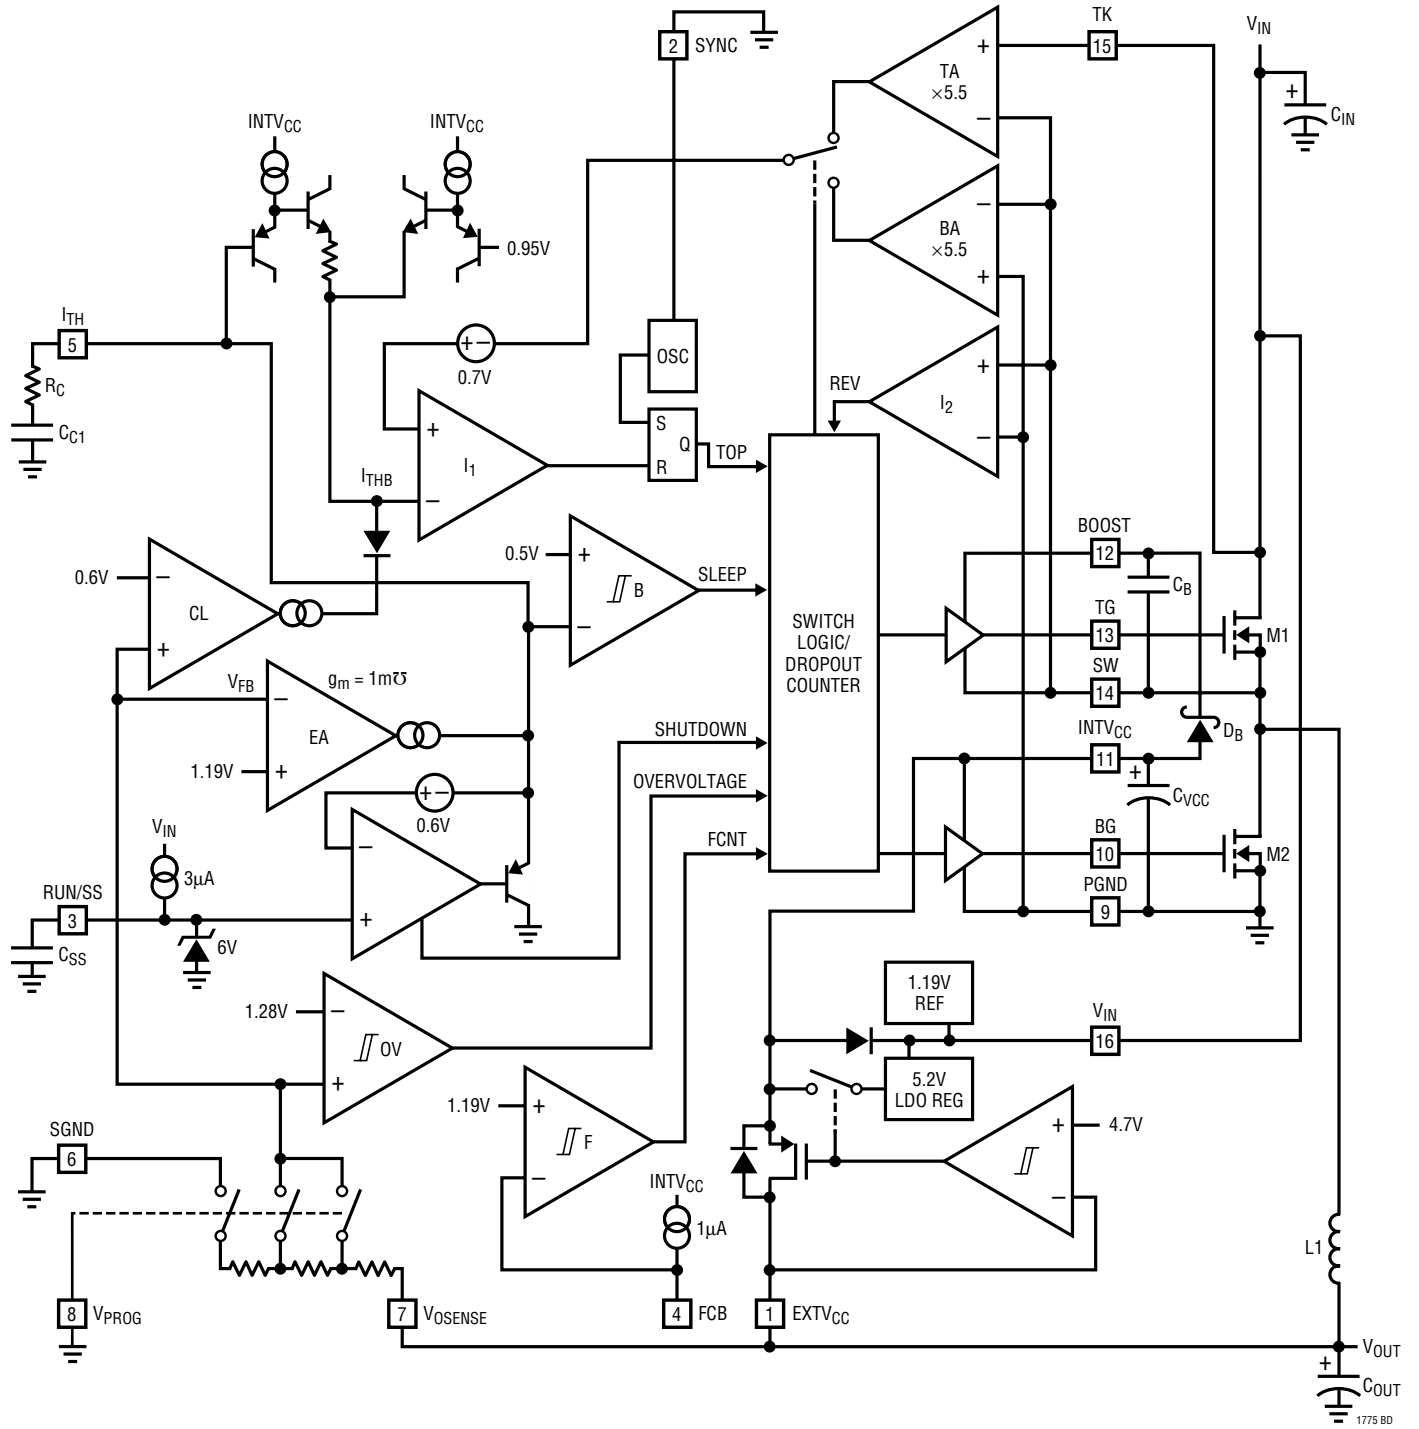 TK
VIN
2
SYNC
15
+
TA
×5.5
−
+
CIN
INTVCC
INTVCC
−
BA
×5.5
+
0.95V
ITH
5
OSC
+
I2
−
+−
0.7V
REV
RC
CC1
S
Q
R
TOP
+
I1
−
ITHB
BOOST
12
CB
0.5V
+
B
−
SLEEP
0.6V
−
CL
+
SWITCH
LOGIC/
DROPOUT
COUNTER
TG
13
M1
SW
14
VFB
gm = 1m℧
−
EA
+
1.19V
SHUTDOWN
INTVCC
11
DB
+
CVCC
OVERVOLTAGE
+−
0.6V
FCNT
BG
10
M2
VIN
3μA
−
+
PGND
9
RUN/SS
3
CSS
6V
1.19V
REF
1.28V
−
OV
+
VIN
16
5.2V
LDO REG
1.19V
+
F
−
+
4.7V
−
SGND
6
INTVCC
1μA
L1
8
VPROG
7
VOSENSE
4
FCB
1
EXTVCC
VOUT
+
COUT
1775 BD